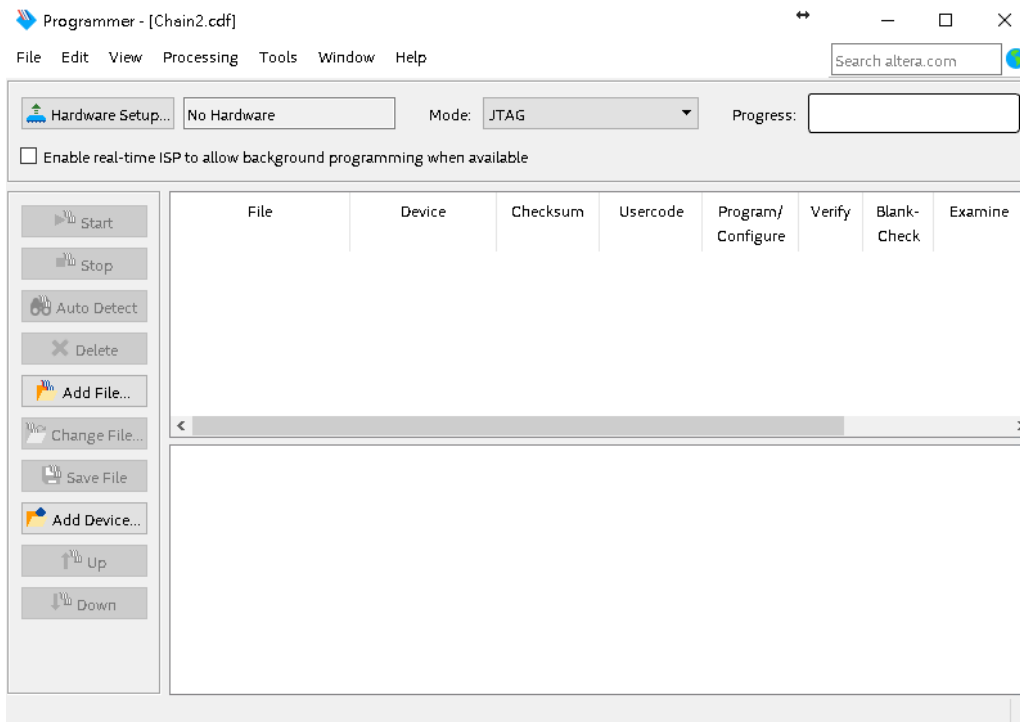 Programmer - [Chain2.cdf]
File Edit View Processing Tools Window Help
Search altera.com
Hardware Setup... No Hardware Mode: JTAG Progress:
Enable real-time ISP to allow background programming when available
File Device Checksum Usercode Program/ Configure Verify Blank- Check Examine
Start
Stop
Auto Detect
Delete
Add File...
Change File...
Save File
Add Device...
Up
Down